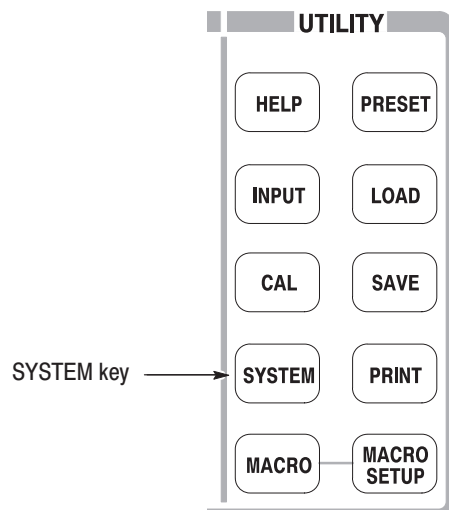 UTILITY
HELP
PRESET
INPUT
LOAD
CAL
SAVE
SYSTEM key
SYSTEM
PRINT
MACRO
MACRO
SETUP